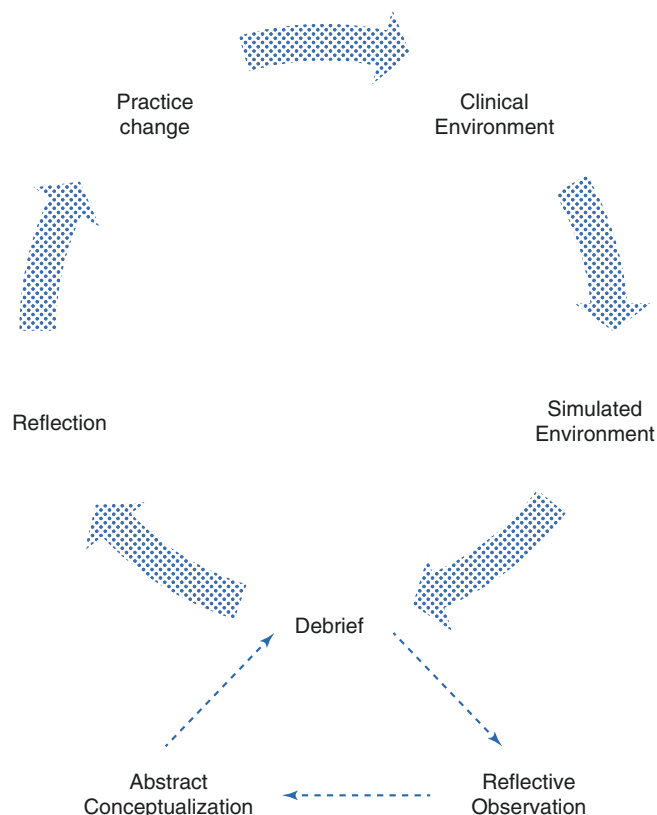 Practice
change
Clinical
Environment
Reflection
Simulated
Environment
Debrief
Abstract
Conceptualization
Reflective
Observation